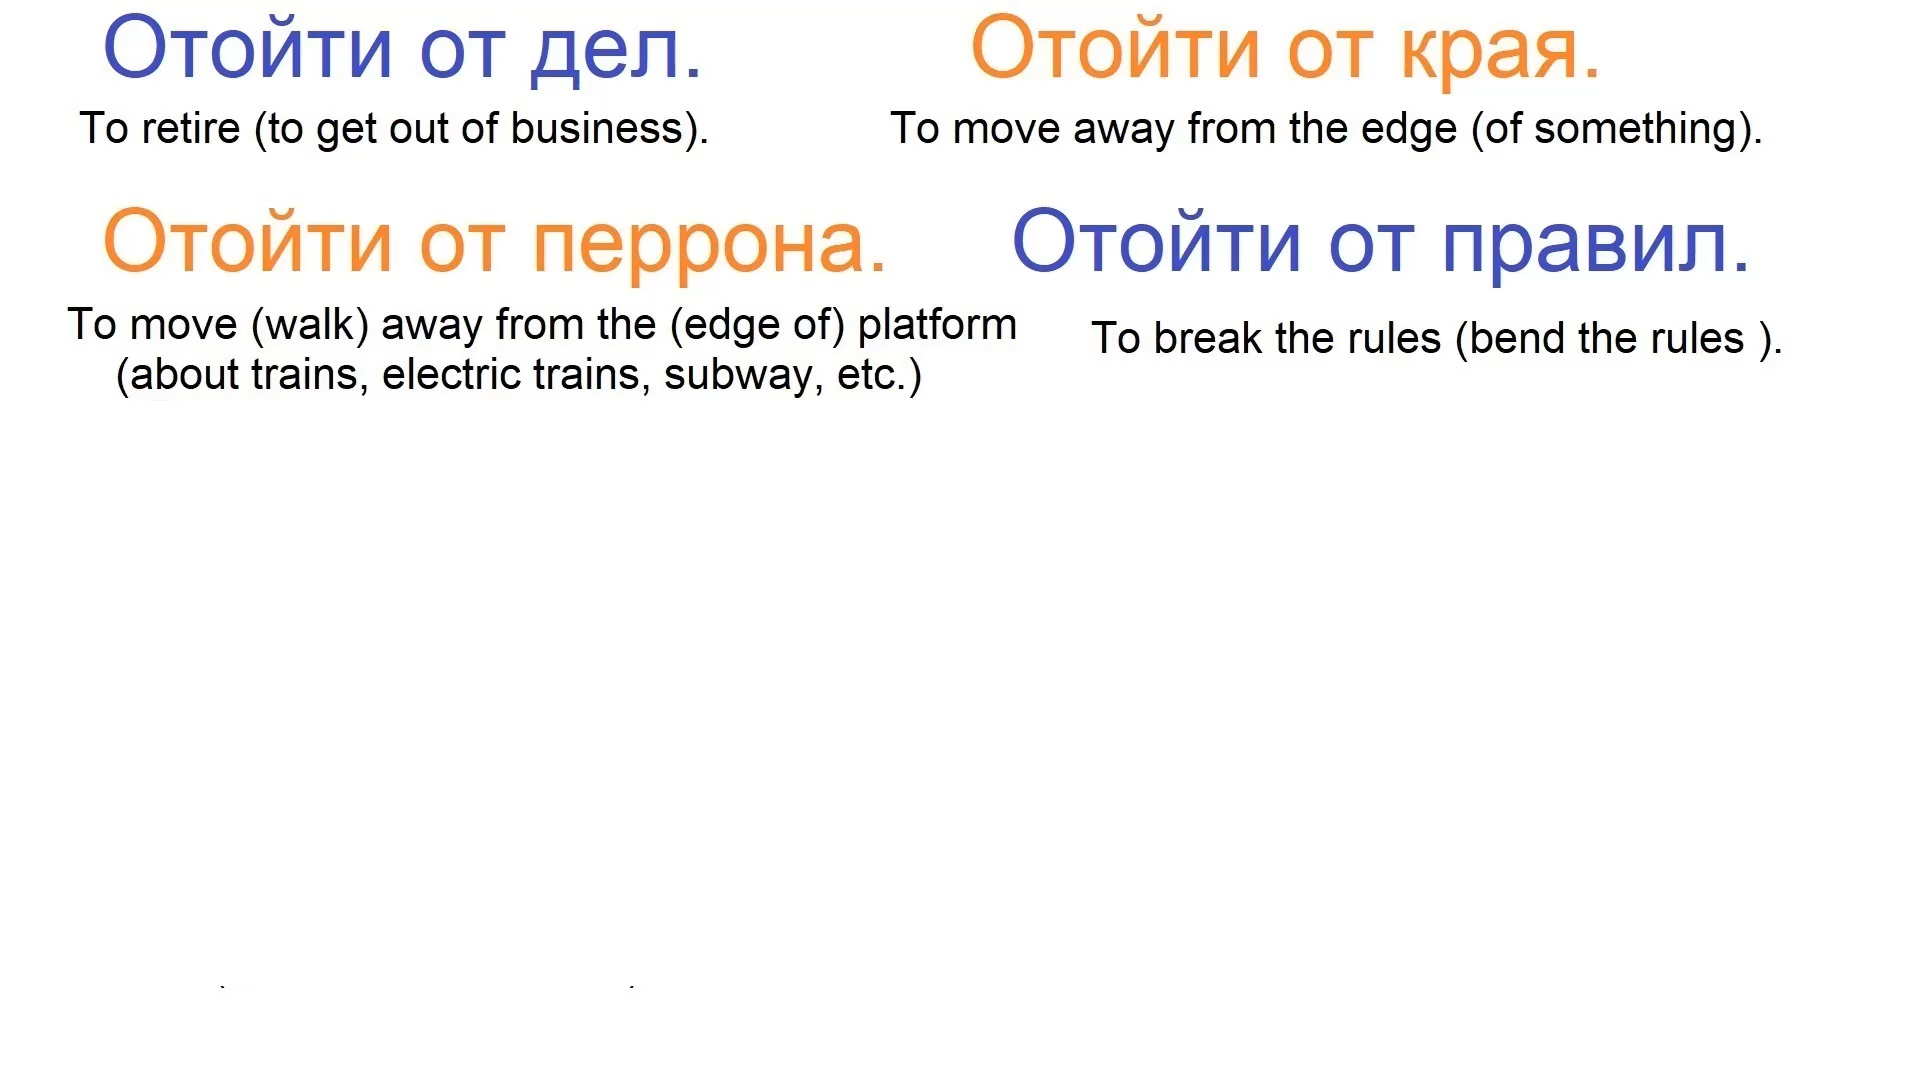 Отойти от дел.
To retire (to get out of business).
Отойти от края.
To move away from the edge (of something).
Отойти от перрона.
To move (walk) away from the (edge of) platform
(about trains, electric trains, subway, etc.)
Отойти от правил.
To break the rules (bend the rules ).